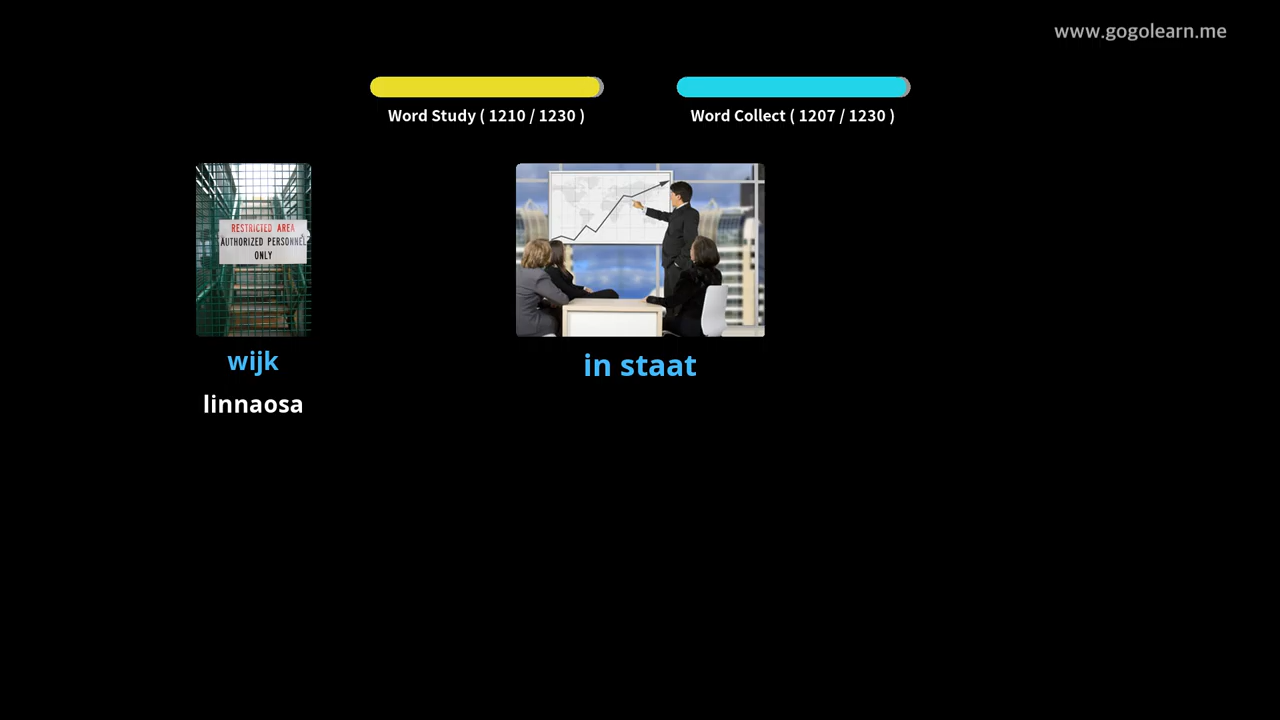 www.gogolearn.me
Word Study ( 1210 / 1230 )
Word Collect ( 1207 / 1230 )
RESTRICTED AREA
AUTHORIZED PERSONNEL
ONLY
wijk
in staat
linnaosa